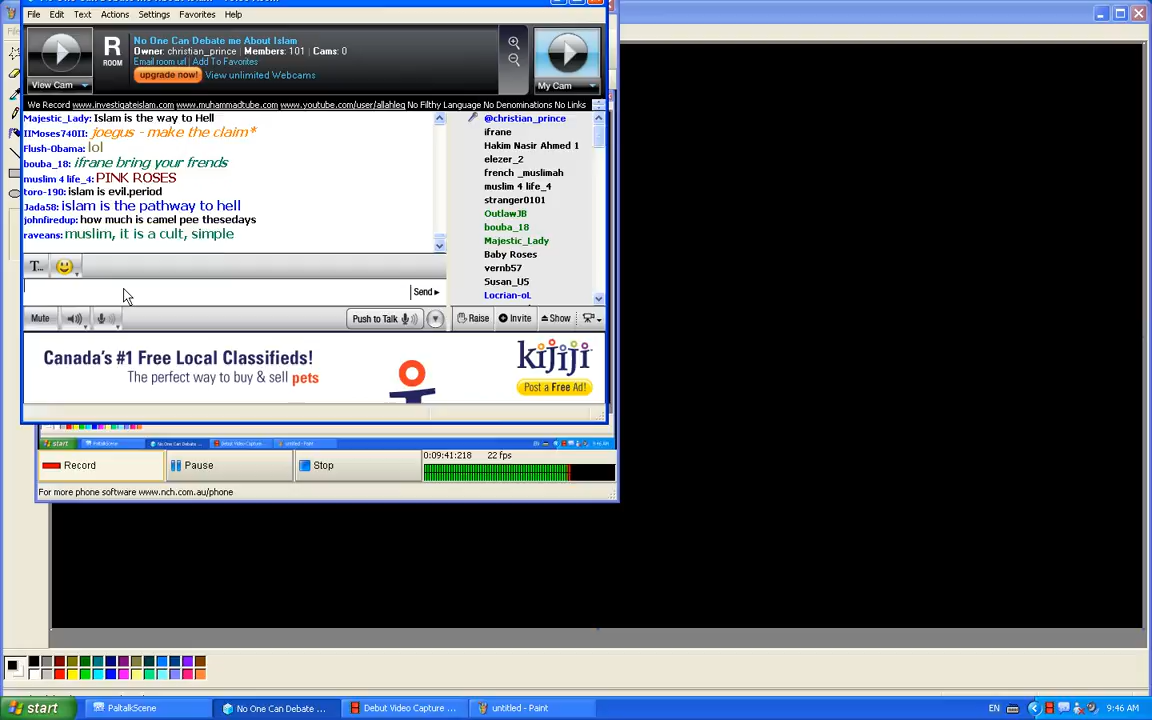 File Edit Text Actions Settings Favorites Help
View Cam
R
ROOM
No One Can Debate me About Islam
Owner: christian_prince | Members: 101 | Cams: 0
Email room url | Add To Favorites
upgrade now! View unlimited Webcams
My Cam
We Record www.investigateislam.com www.muhammadtube.com www.youtube.com/user/allahleg No Filthy Language No Denominations No Links
Majestic_Lady: Islam is the way to Hell
IIMoses740II: joegus - make the claim*
Flush-Obama: lol
bouba_18: ifrane bring your frends
muslim 4 life_4: PINK ROSES
toro-190: islam is evil.period
Jada58: islam is the pathway to hell
johnfiredup: how much is camel pee thesedays
raveans: muslim, it is a cult, simple
@christian_prince
ifrane
Hakim Nasir Ahmed 1
elezer_2
french _muslimah
muslim 4 life_4
stranger0101
OutlawJB
bouba_18
Majestic_Lady
Baby Roses
vernb57
Susan_US
Locrian-oL
T...
Send
Mute
Push to Talk
Raise Invite Show
Canada's #1 Free Local Classifieds!
The perfect way to buy & sell pets
kijiji
Post a Free Ad!
start
Record
Pause
Stop
0:09:41:218 22 fps
For more phone software www.nch.com.au/phone
start
PaltalkScene
No One Can Debate ...
Debut Video Capture ...
untitled - Paint
EN
9:46 AM